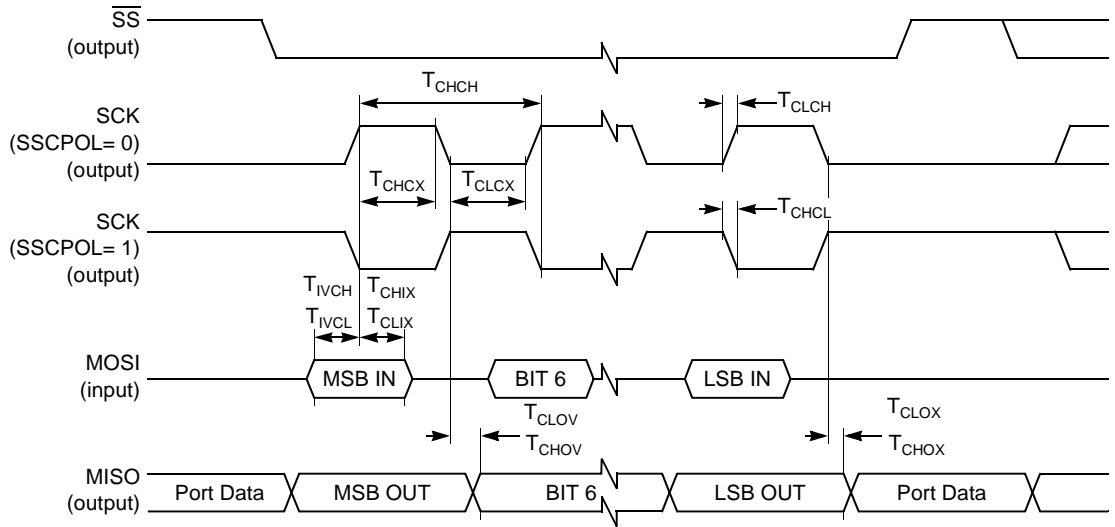 SS
(output)
T_CHCH
T_CLCH
SCK
(SSCPOL= 0)
(output)
T_CHCX
T_CLCX
T_CHCL
SCK
(SSCPOL= 1)
(output)
T_IVCH T_CHIX
T_IVCL T_CLIX
MOSI
(input)
MSB IN
BIT 6
LSB IN
T_CLOV
T_CHOV
T_CLOX
T_CHOX
MISO
(output)
Port Data
MSB OUT
BIT 6
LSB OUT
Port Data